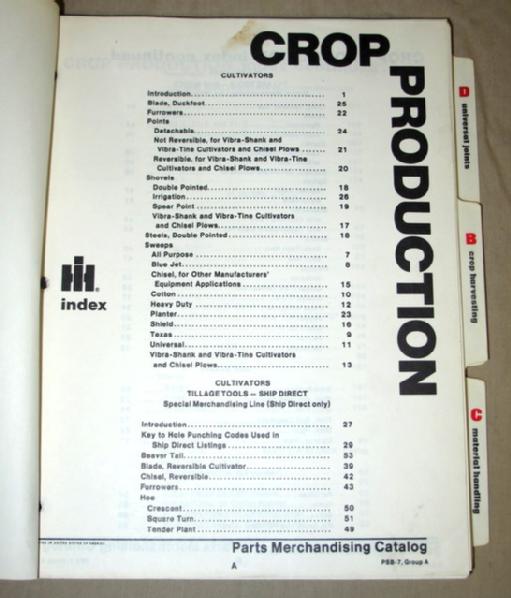 CROP
PRODUCTION
CULTIVATORS
Introduction 1
Blade, Duckfoot 25
Furrowers 22
Points
Detachable 24
Not Reversible, for Vibra-Shank and
Vibra-Tine Cultivators and Chisel Plows 21
Reversible, for Vibra-Shank and Vibra-Tine
Cultivators and Chisel Plows 20
Shovels
Double Pointed 18
Irrigation 26
Spear Point 19
Vibra-Shank and Vibra-Tine Cultivators
and Chisel Plows 17
Steels, Double Pointed 18
Sweeps
All Purpose 7
Blue Jet 8
Chisel, for Other Manufacturers'
Equipment Applications 15
Cotton 10
Heavy Duty 12
Planter 23
Shield 16
Texas 9
Universal 11
Vibra-Shank and Vibra-Tine Cultivators
and Chisel Plows 13
index
CULTIVATORS
TILLAGE TOOLS — SHIP DIRECT
Special Merchandising Line (Ship Direct only)
Introduction 27
Key to Hole Punching Codes Used in
Ship Direct Listings 29
Beaver Tail 53
Blade, Reversible Cultivator 39
Chisel, Reversible 42
Furrowers 43
Hoe
Crescent 50
Square Turn 51
Tender Plant 49
Parts Merchandising Catalog
A
PSB-7, Group A
D universal joints
B crop harvesting
C material handling